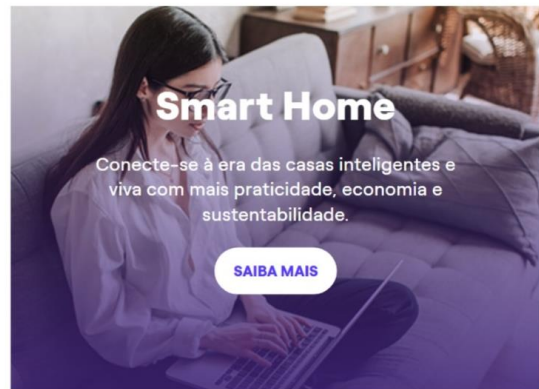 Smart Home
Conecte-se à era das casas inteligentes e
viva com mais praticidade, economia e
sustentabilidade.
SAIBA MAIS